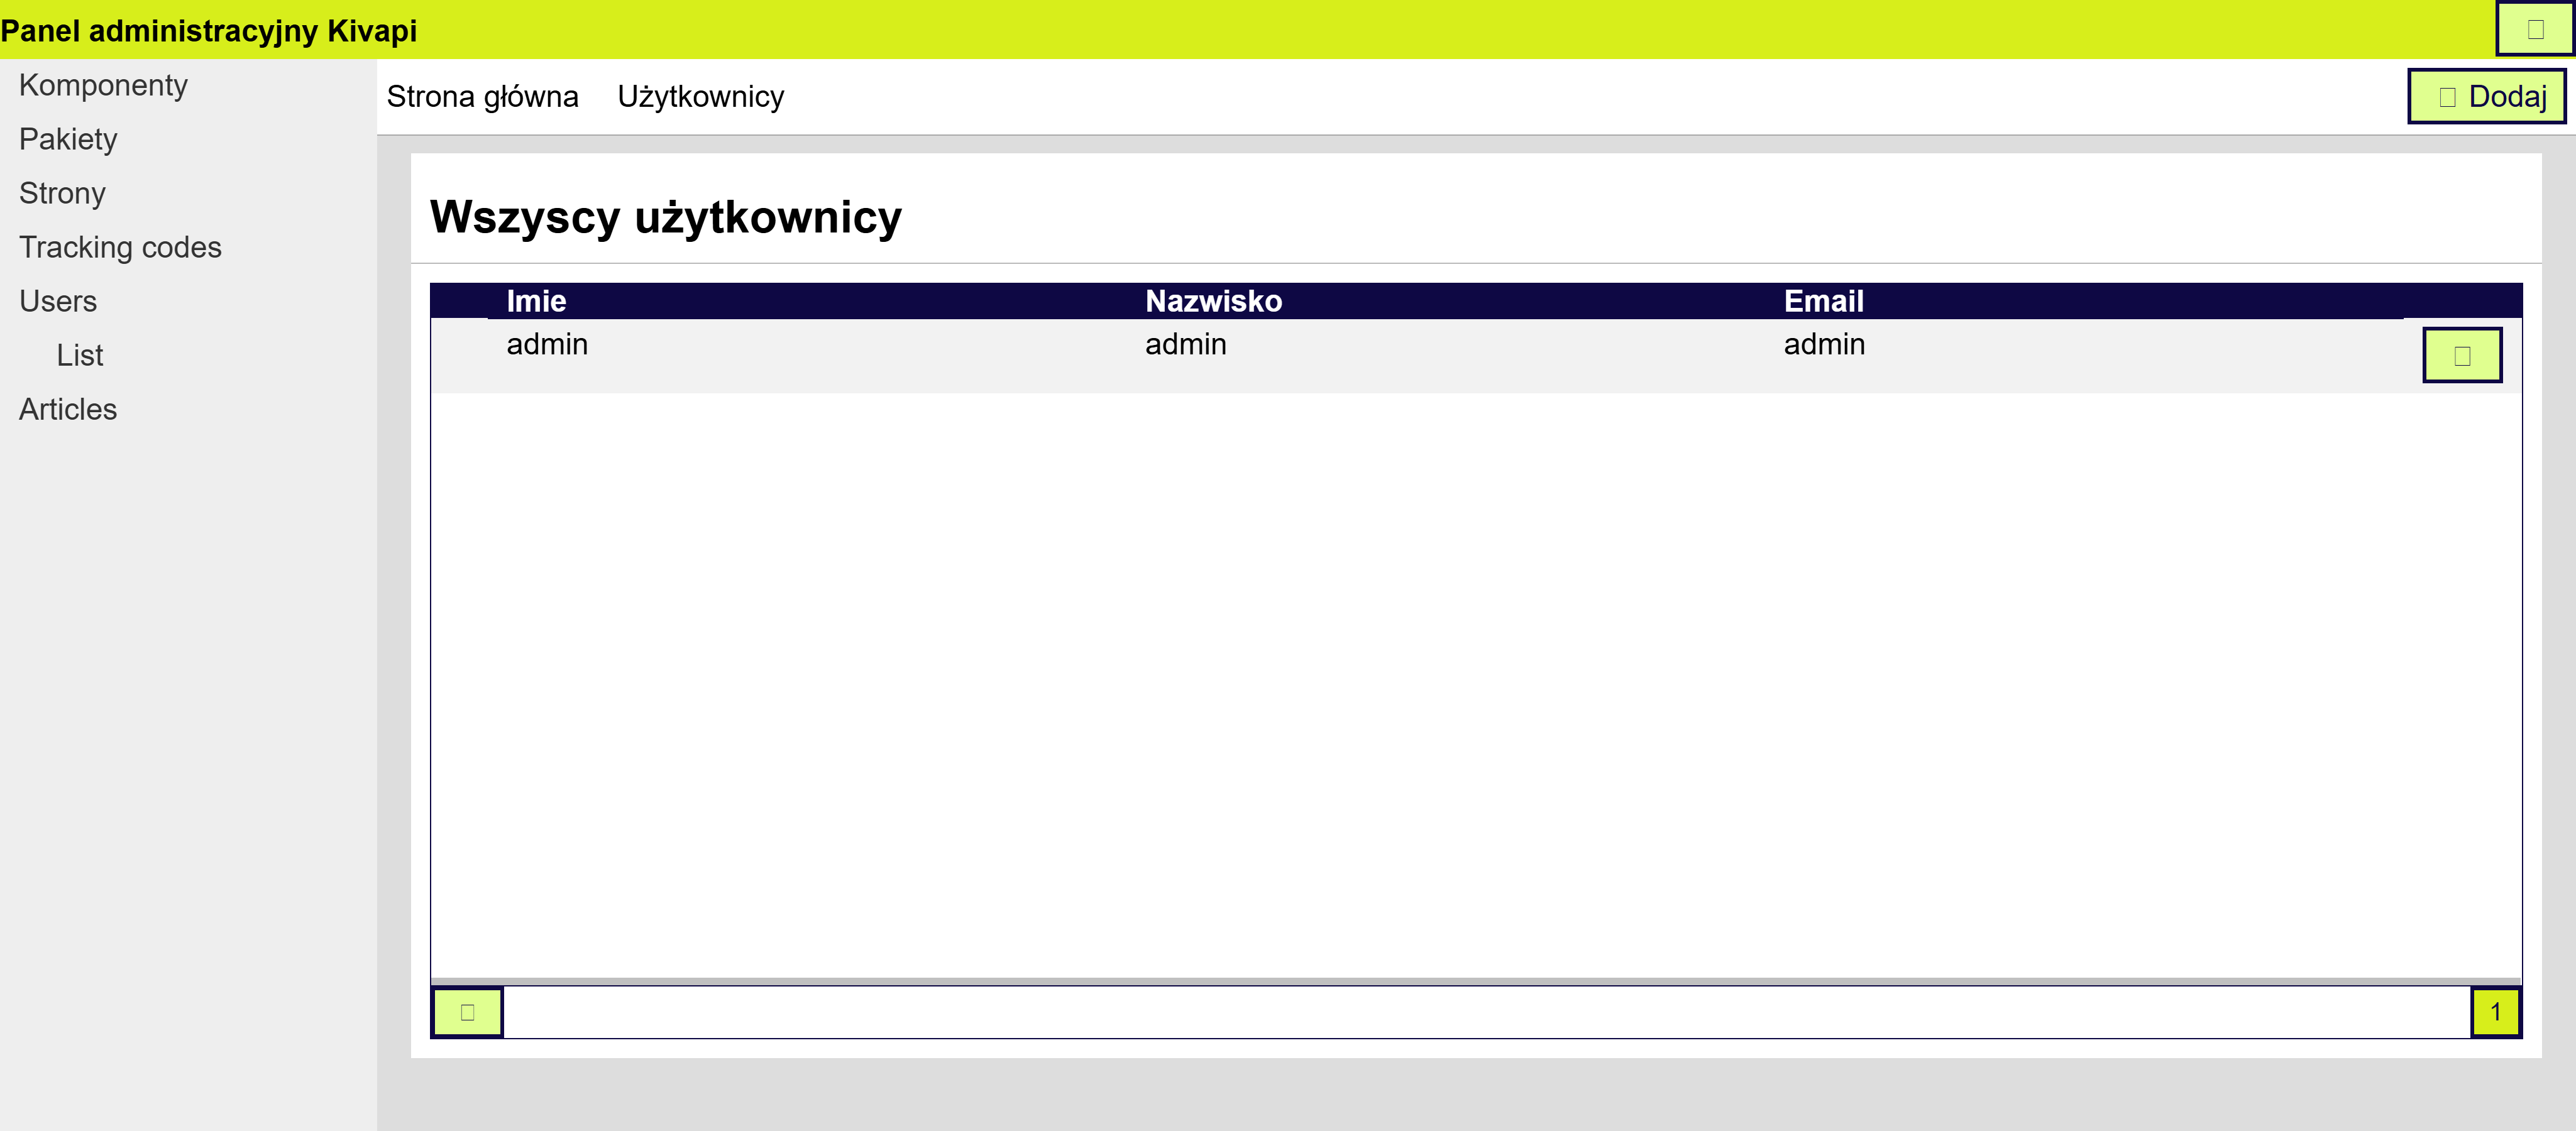 Panel administracyjny Kivapi
Komponenty
Pakiety
Strony
Tracking codes
Users
List
Articles
Strona główna Użytkownicy
Dodaj
Wszyscy użytkownicy
Imie Nazwisko Email
admin admin admin
1